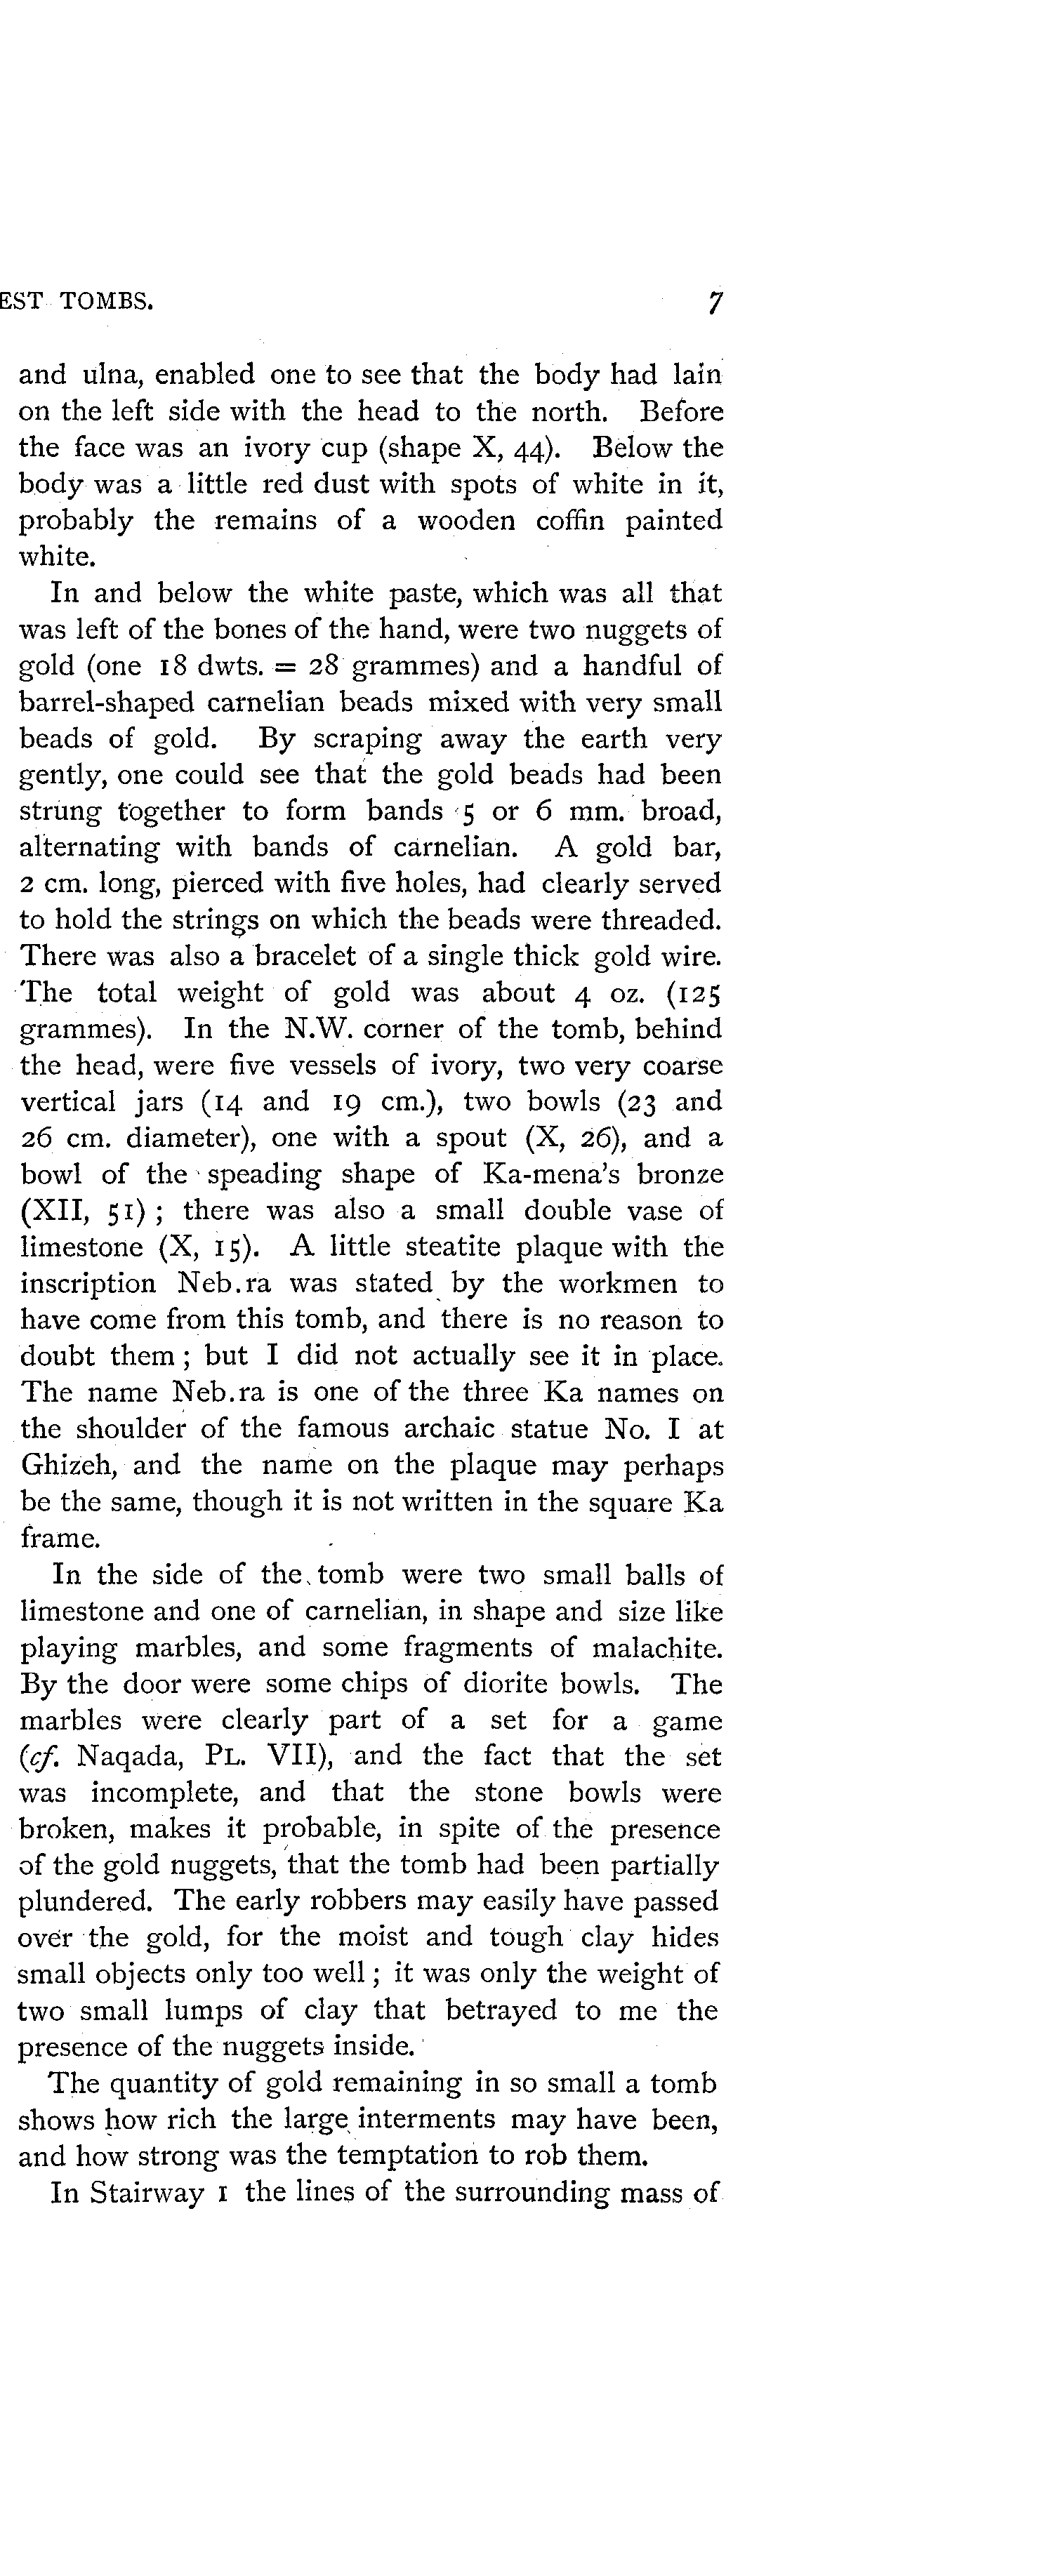 EST TOMBS. 7
and ulna, enabled one to see that the body had lain
on the left side with the head to the north. Before
the face was an ivory cup (shape X, 44). Below the
body was a little red dust with spots of white in it,
probably the remains of a wooden coffin painted
white.
In and below the white paste, which was all that
was left of the bones of the hand, were two nuggets of
gold (one 18 dwts. = 28 grammes) and a handful of
barrel-shaped carnelian beads mixed with very small
beads of gold. By scraping away the earth very
gently, one could see that the gold beads had been
strung together to form bands 5 or 6 mm. broad,
alternating with bands of carnelian. A gold bar,
2 cm. long, pierced with five holes, had clearly served
to hold the strings on which the beads were threaded.
There was also a bracelet of a single thick gold wire.
The total weight of gold was about 4 oz. (125
grammes). In the N.W. corner of the tomb, behind
the head, were five vessels of ivory, two very coarse
vertical jars (14 and 19 cm.), two bowls (23 and
26 cm. diameter), one with a spout (X, 26), and a
bowl of the speading shape of Ka-mena's bronze
(XII, 51) ; there was also a small double vase of
limestone (X, 15). A little steatite plaque with the
inscription Neb.ra was stated by the workmen to
have come from this tomb, and there is no reason to
doubt them ; but I did not actually see it in place.
The name Neb.ra is one of the three Ka names on
the shoulder of the famous archaic statue No. I at
Ghizeh, and the name on the plaque may perhaps
be the same, though it is not written in the square Ka
frame.
In the side of the tomb were two small balls of
limestone and one of carnelian, in shape and size like
playing marbles, and some fragments of malachite.
By the door were some chips of diorite bowls. The
marbles were clearly part of a set for a game
(cf. Naqada, PL. VII), and the fact that the set
was incomplete, and that the stone bowls were
broken, makes it probable, in spite of the presence
of the gold nuggets, that the tomb had been partially
plundered. The early robbers may easily have passed
over the gold, for the moist and tough clay hides
small objects only too well ; it was only the weight of
two small lumps of clay that betrayed to me the
presence of the nuggets inside.
The quantity of gold remaining in so small a tomb
shows how rich the large interments may have been,
and how strong was the temptation to rob them.
In Stairway 1 the lines of the surrounding mass of